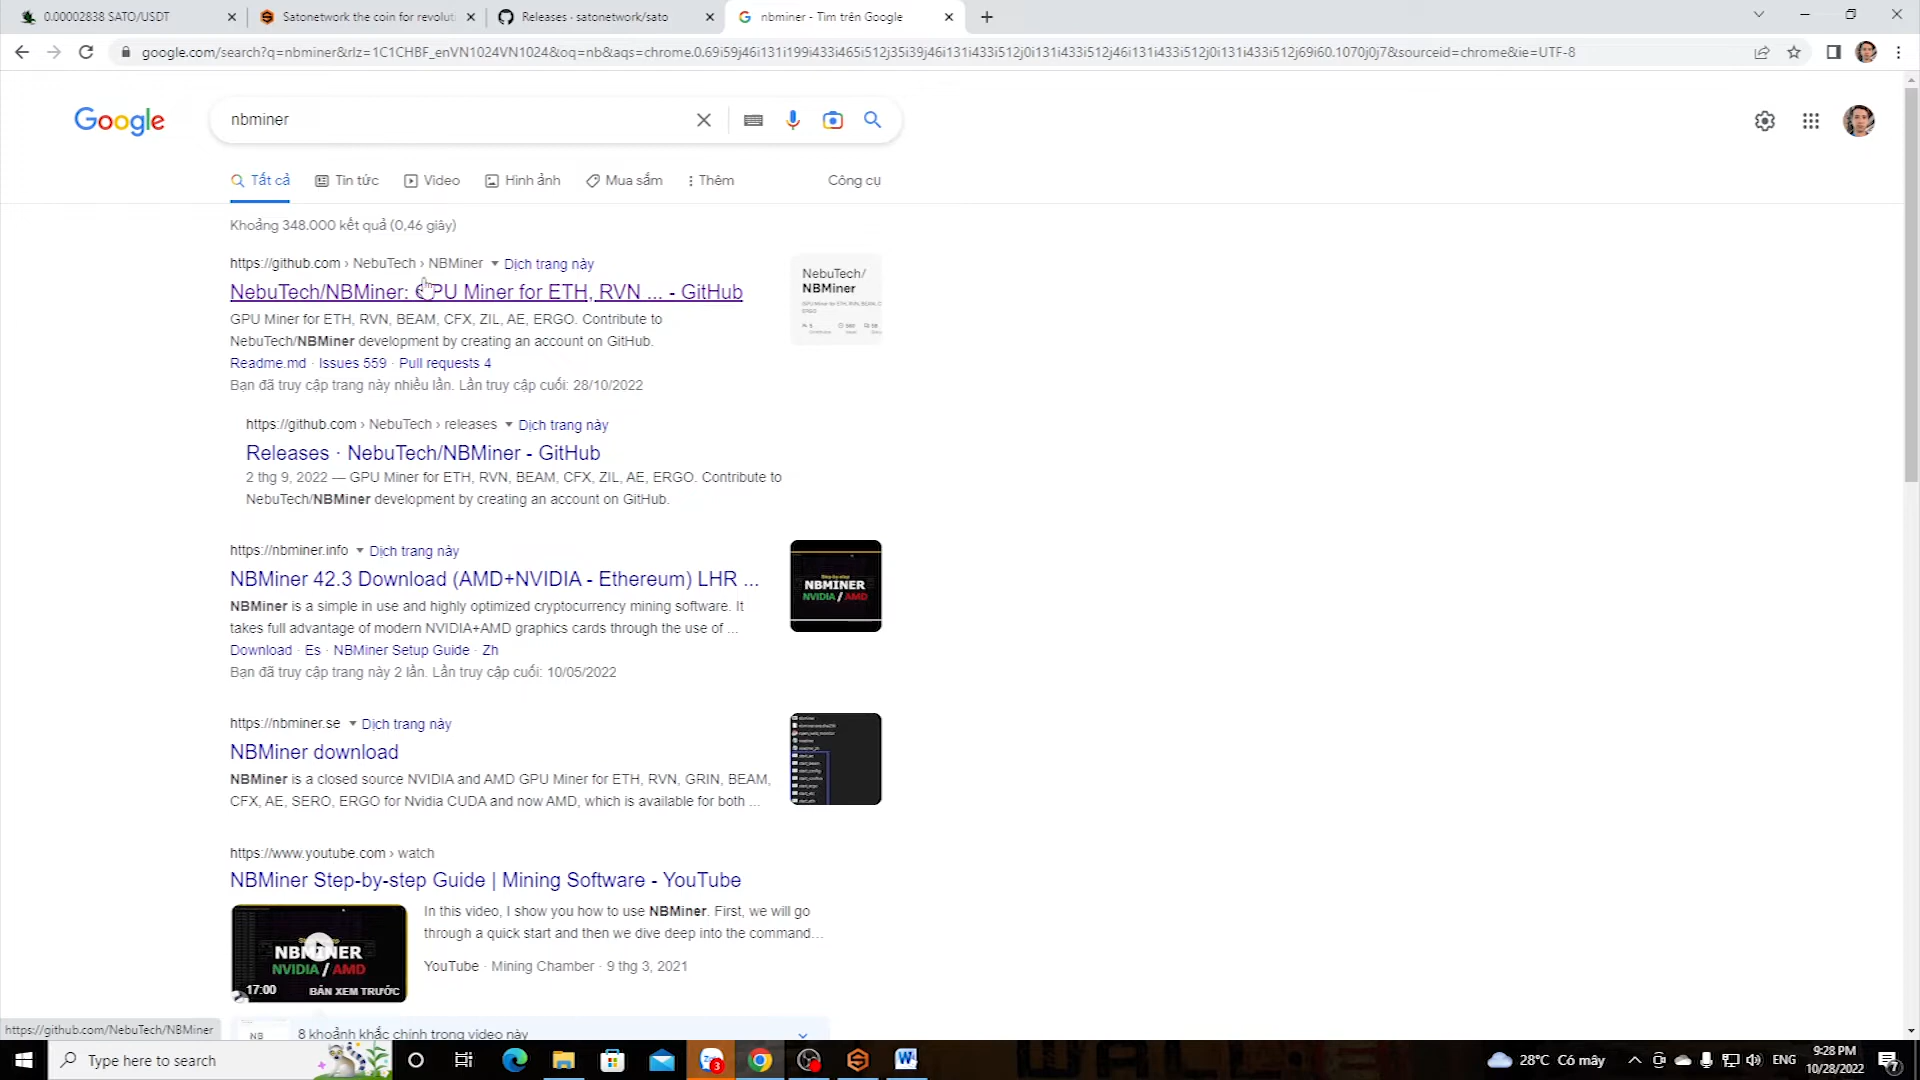 0.00002838 SATO/USDT
Satonetwork the coin for revoluti
Releases · satonetwork/sato
nbminer - Tìm trên Google
google.com/search?q=nbminer&rlz=1C1CHBF_enVN1024VN1024&oq=nb&aqs=chrome.0.69i59j46i131i199i433i465i512j35i39j46i131i433i512j0i131i433i512j46i131i433i512j0i131i433i512j69i60.1070j0j7&sourceid=chrome&ie=UTF-8
Google
nbminer
Tất cả
Tin tức
Video
Hình ảnh
Mua sắm
Thêm
Công cụ
Khoảng 348.000 kết quả (0,46 giây)
https://github.com › NebuTech › NBMiner Dịch trang này
NebuTech/NBMiner: GPU Miner for ETH, RVN ... - GitHub
GPU Miner for ETH, RVN, BEAM, CFX, ZIL, AE, ERGO. Contribute to
NebuTech/NBMiner development by creating an account on GitHub.
Readme.md · Issues 559 · Pull requests 4
Bạn đã truy cập trang này nhiều lần. Lần truy cập cuối: 28/10/2022
NebuTech/
NBMiner
https://github.com › NebuTech › releases Dịch trang này
Releases · NebuTech/NBMiner - GitHub
2 thg 9, 2022 — GPU Miner for ETH, RVN, BEAM, CFX, ZIL, AE, ERGO. Contribute to
NebuTech/NBMiner development by creating an account on GitHub.
https://nbminer.info Dịch trang này
NBMiner 42.3 Download (AMD+NVIDIA - Ethereum) LHR ...
NBMiner is a simple in use and highly optimized cryptocurrency mining software. It
takes full advantage of modern NVIDIA+AMD graphics cards through the use of ...
Download · Es · NBMiner Setup Guide · Zh
Bạn đã truy cập trang này 2 lần. Lần truy cập cuối: 10/05/2022
NBMINER
NVIDIA / AMD
https://nbminer.se Dịch trang này
NBMiner download
NBMiner is a closed source NVIDIA and AMD GPU Miner for ETH, RVN, GRIN, BEAM,
CFX, AE, SERO, ERGO for Nvidia CUDA and now AMD, which is available for both ...
https://www.youtube.com › watch
NBMiner Step-by-step Guide | Mining Software - YouTube
In this video, I show you how to use NBMiner. First, we will go
through a quick start and then we dive deep into the command...
YouTube · Mining Chamber · 9 thg 3, 2021
NBMINER
NVIDIA / AMD
17:00
BẢN XEM TRƯỚC
NB
8 khoảnh khắc chính trong video này
https://github.com/NebuTech/NBMiner
Type here to search
3
28°C Có mây
ENG
9:28 PM
10/28/2022
7